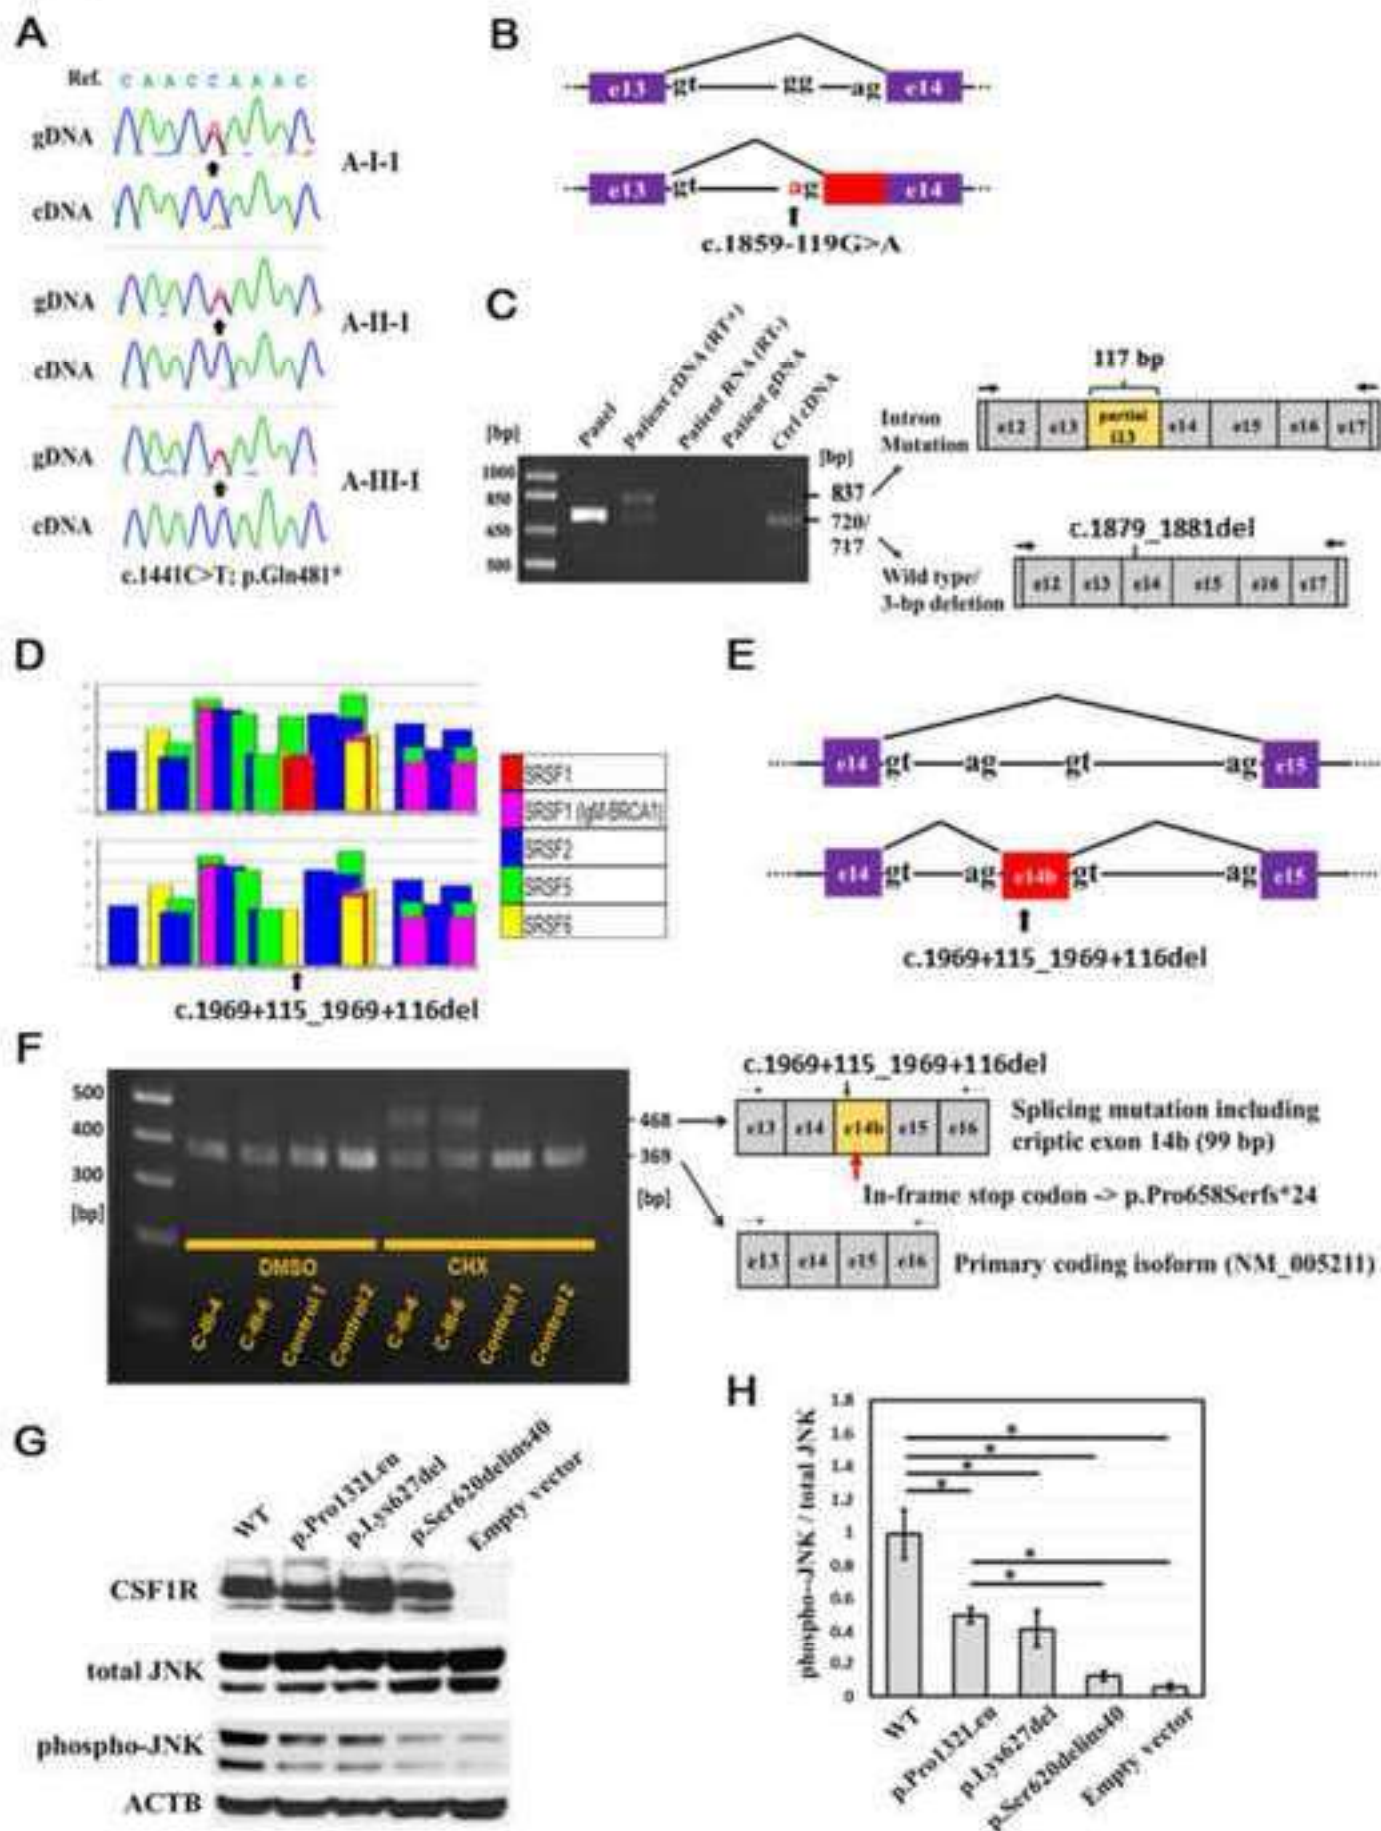 A
Ref. C A A C C A A A C
gDNA
A-I-1
cDNA
gDNA
A-II-1
cDNA
gDNA
A-III-1
cDNA
c.1441C>T; p.Gln481*
B
e13 gt gg ag e14
e13 gt ag e14
c.1859-119G>A
C
Panel
Patient cDNA (RT+)
Patient RNA (RT-)
Patient gDNA
Ctrl cDNA
[bp]
1000
850
650
500
[bp]
837
720/
717
Intron
Mutation
117 bp
e12 e13 partial i13 e14 e15 e16 e17
Wild type/
3-bp deletion
c.1879_1881del
e12 e13 e14 e15 e16 e17
D
SRSF1
SRSF1 (IgM-BRCA1)
SRSF2
SRSF5
SRSF6
c.1969+115_1969+116del
E
e14 gt ag gt ag e15
e14 gt ag e14b gt ag e15
c.1969+115_1969+116del
F
500
400
300
[bp]
468
369
[bp]
DMSO CHX
Control 1
Control 2
Control 1
Control 2
c.1969+115_1969+116del
e13 e14 e14b e15 e16
Splicing mutation including
criptic exon 14b (99 bp)
In-frame stop codon -> p.Pro658Serfs*24
e13 e14 e15 e16
Primary coding isoform (NM_005211)
G
WT
p.Pro132Leu
p.Lys627del
p.Ser620delins40
Empty vector
CSF1R
total JNK
phospho-JNK
ACTB
H
phospho--JNK / total JNK
1.8
1.6
1.4
1.2
1
0.8
0.6
0.4
0.2
0
* * * * * *
WT
p.Pro132Leu
p.Lys627del
p.Ser620delins40
Empty vector